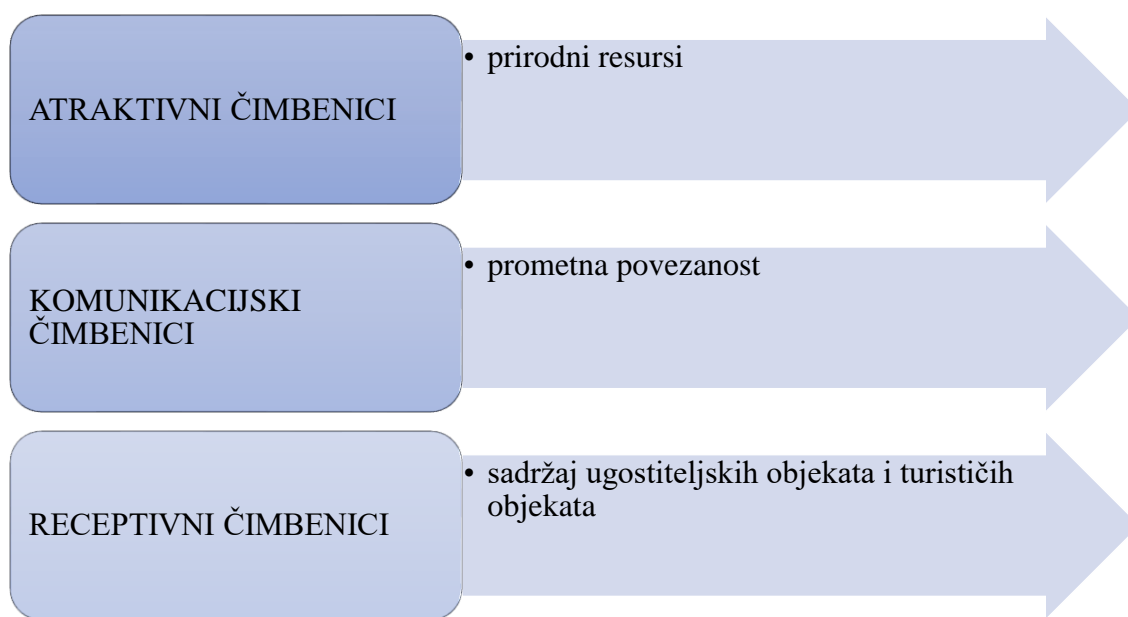 ATRAKTIVNI ČIMBENICI
• prirodni resursi
KOMUNIKACIJSKI
ČIMBENICI
• prometna povezanost
RECEPTIVNI ČIMBENICI
• sadržaj ugostiteljskih objekata i turističih
objekata